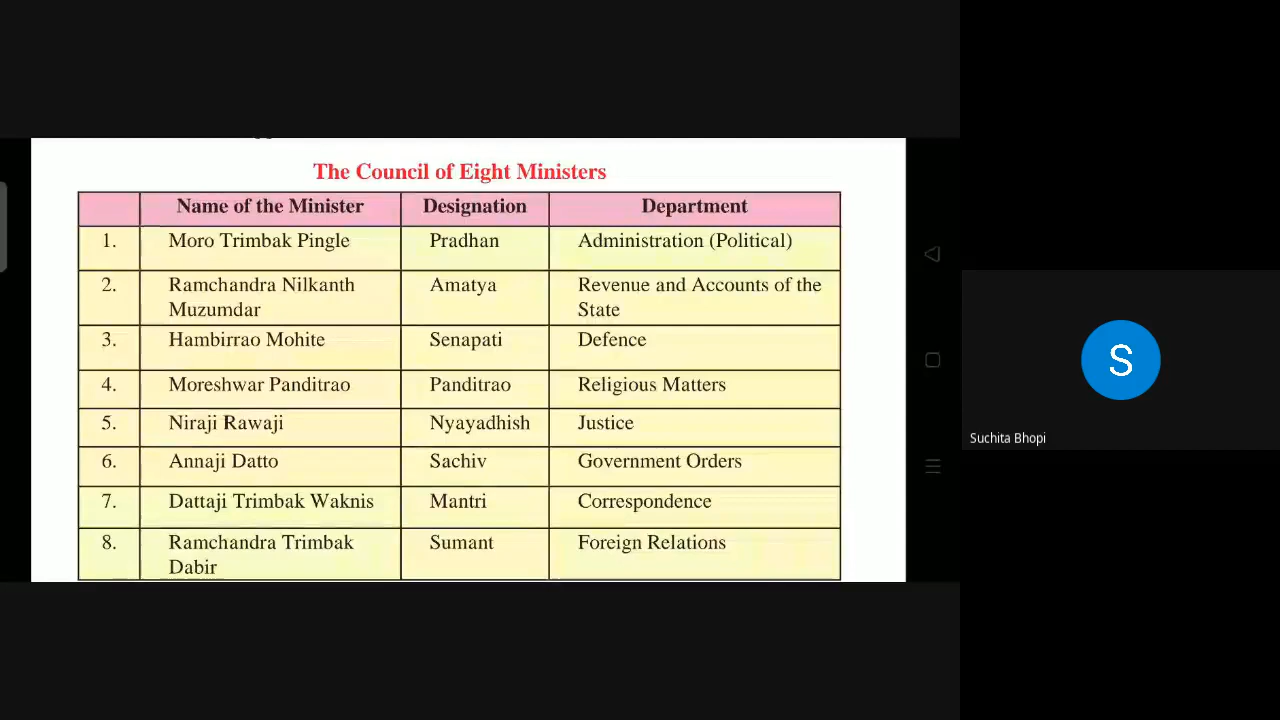 The Council of Eight Ministers
Name of the Minister Designation Department
1. Moro Trimbak Pingle Pradhan Administration (Political)
2. Ramchandra Nilkanth Amatya Revenue and Accounts of the
Muzumdar State
3. Hambirrao Mohite Senapati Defence
4. Moreshwar Panditrao Panditrao Religious Matters
5. Niraji Rawaji Nyayadhish Justice
6. Annaji Datto Sachiv Government Orders
7. Dattaji Trimbak Waknis Mantri Correspondence
8. Ramchandra Trimbak Sumant Foreign Relations
Dabir
S
Suchita Bhopi